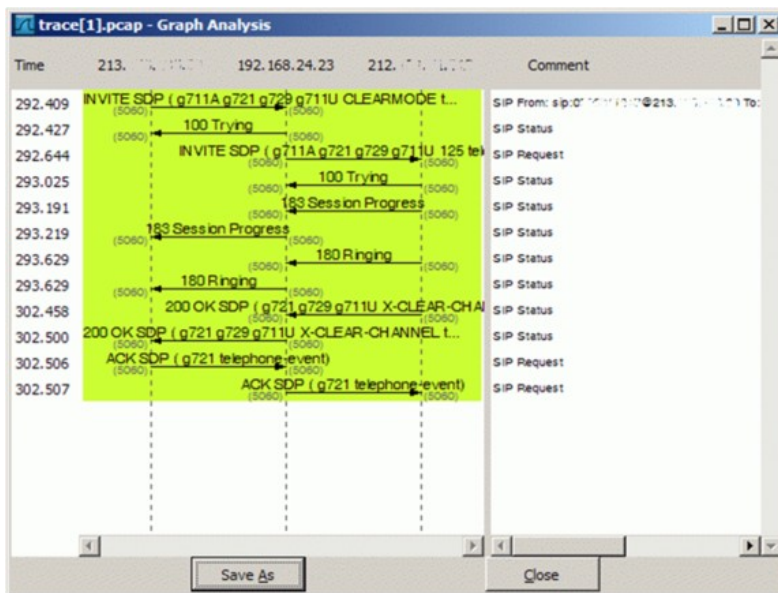 trace[1].pcap - Graph Analysis
Time 213. 192.168.24.23 212. Comment
292.409 INVITE SDP ( g711A g721 g729 g711U CLEARMODE t... SIP From: sip:0 @213. To:
(5060) (5060)
292.427 100 Trying SIP Status
(5060) (5060)
292.644 INVITE SDP ( g711A g721 g729 g711U 125 tel SIP Request
(5060) (5060)
293.025 100 Trying SIP Status
(5060) (5060)
293.191 183 Session Progress SIP Status
(5060) (5060)
293.219 183 Session Progress SIP Status
(5060) (5060)
293.629 180 Ringing SIP Status
(5060) (5060)
293.629 180 Ringing SIP Status
(5060) (5060)
302.458 200 OK SDP ( g721 g729 g711U X-CLEAR-CHA SIP Status
(5060) (5060)
302.500 200 OK SDP ( g721 g729 g711U X-CLEAR-CHANNEL t... SIP Status
(5060) (5060)
302.506 ACK SDP ( g721 telephone-event) SIP Request
(5060) (5060)
302.507 ACK SDP ( g721 telephone-event) SIP Request
(5060) (5060)
Save As Close